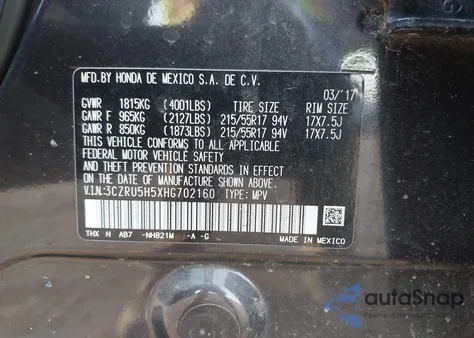 MFD.BY HONDA DE MEXICO S.A. DE C.V.
03/'17
GVWR 1815KG (4001LBS) TIRE SIZE RIM SIZE
GAWR F 965KG (2127LBS) 215/55R17 94V 17X7.5J
GAWR R 850KG (1873LBS) 215/55R17 94V 17X7.5J
THIS VEHICLE CONFORMS TO ALL APPLICABLE
FEDERAL MOTOR VEHICLE SAFETY
AND THEFT PREVENTION STANDARDS IN EFFECT
ON THE DATE OF MANUFACTURE SHOWN ABOVE.
V.I.N:3CZRU5H5XHG702160 TYPE: MPV
THX H AB7 -NH821M -A -G MADE IN MEXICO
autoSnap